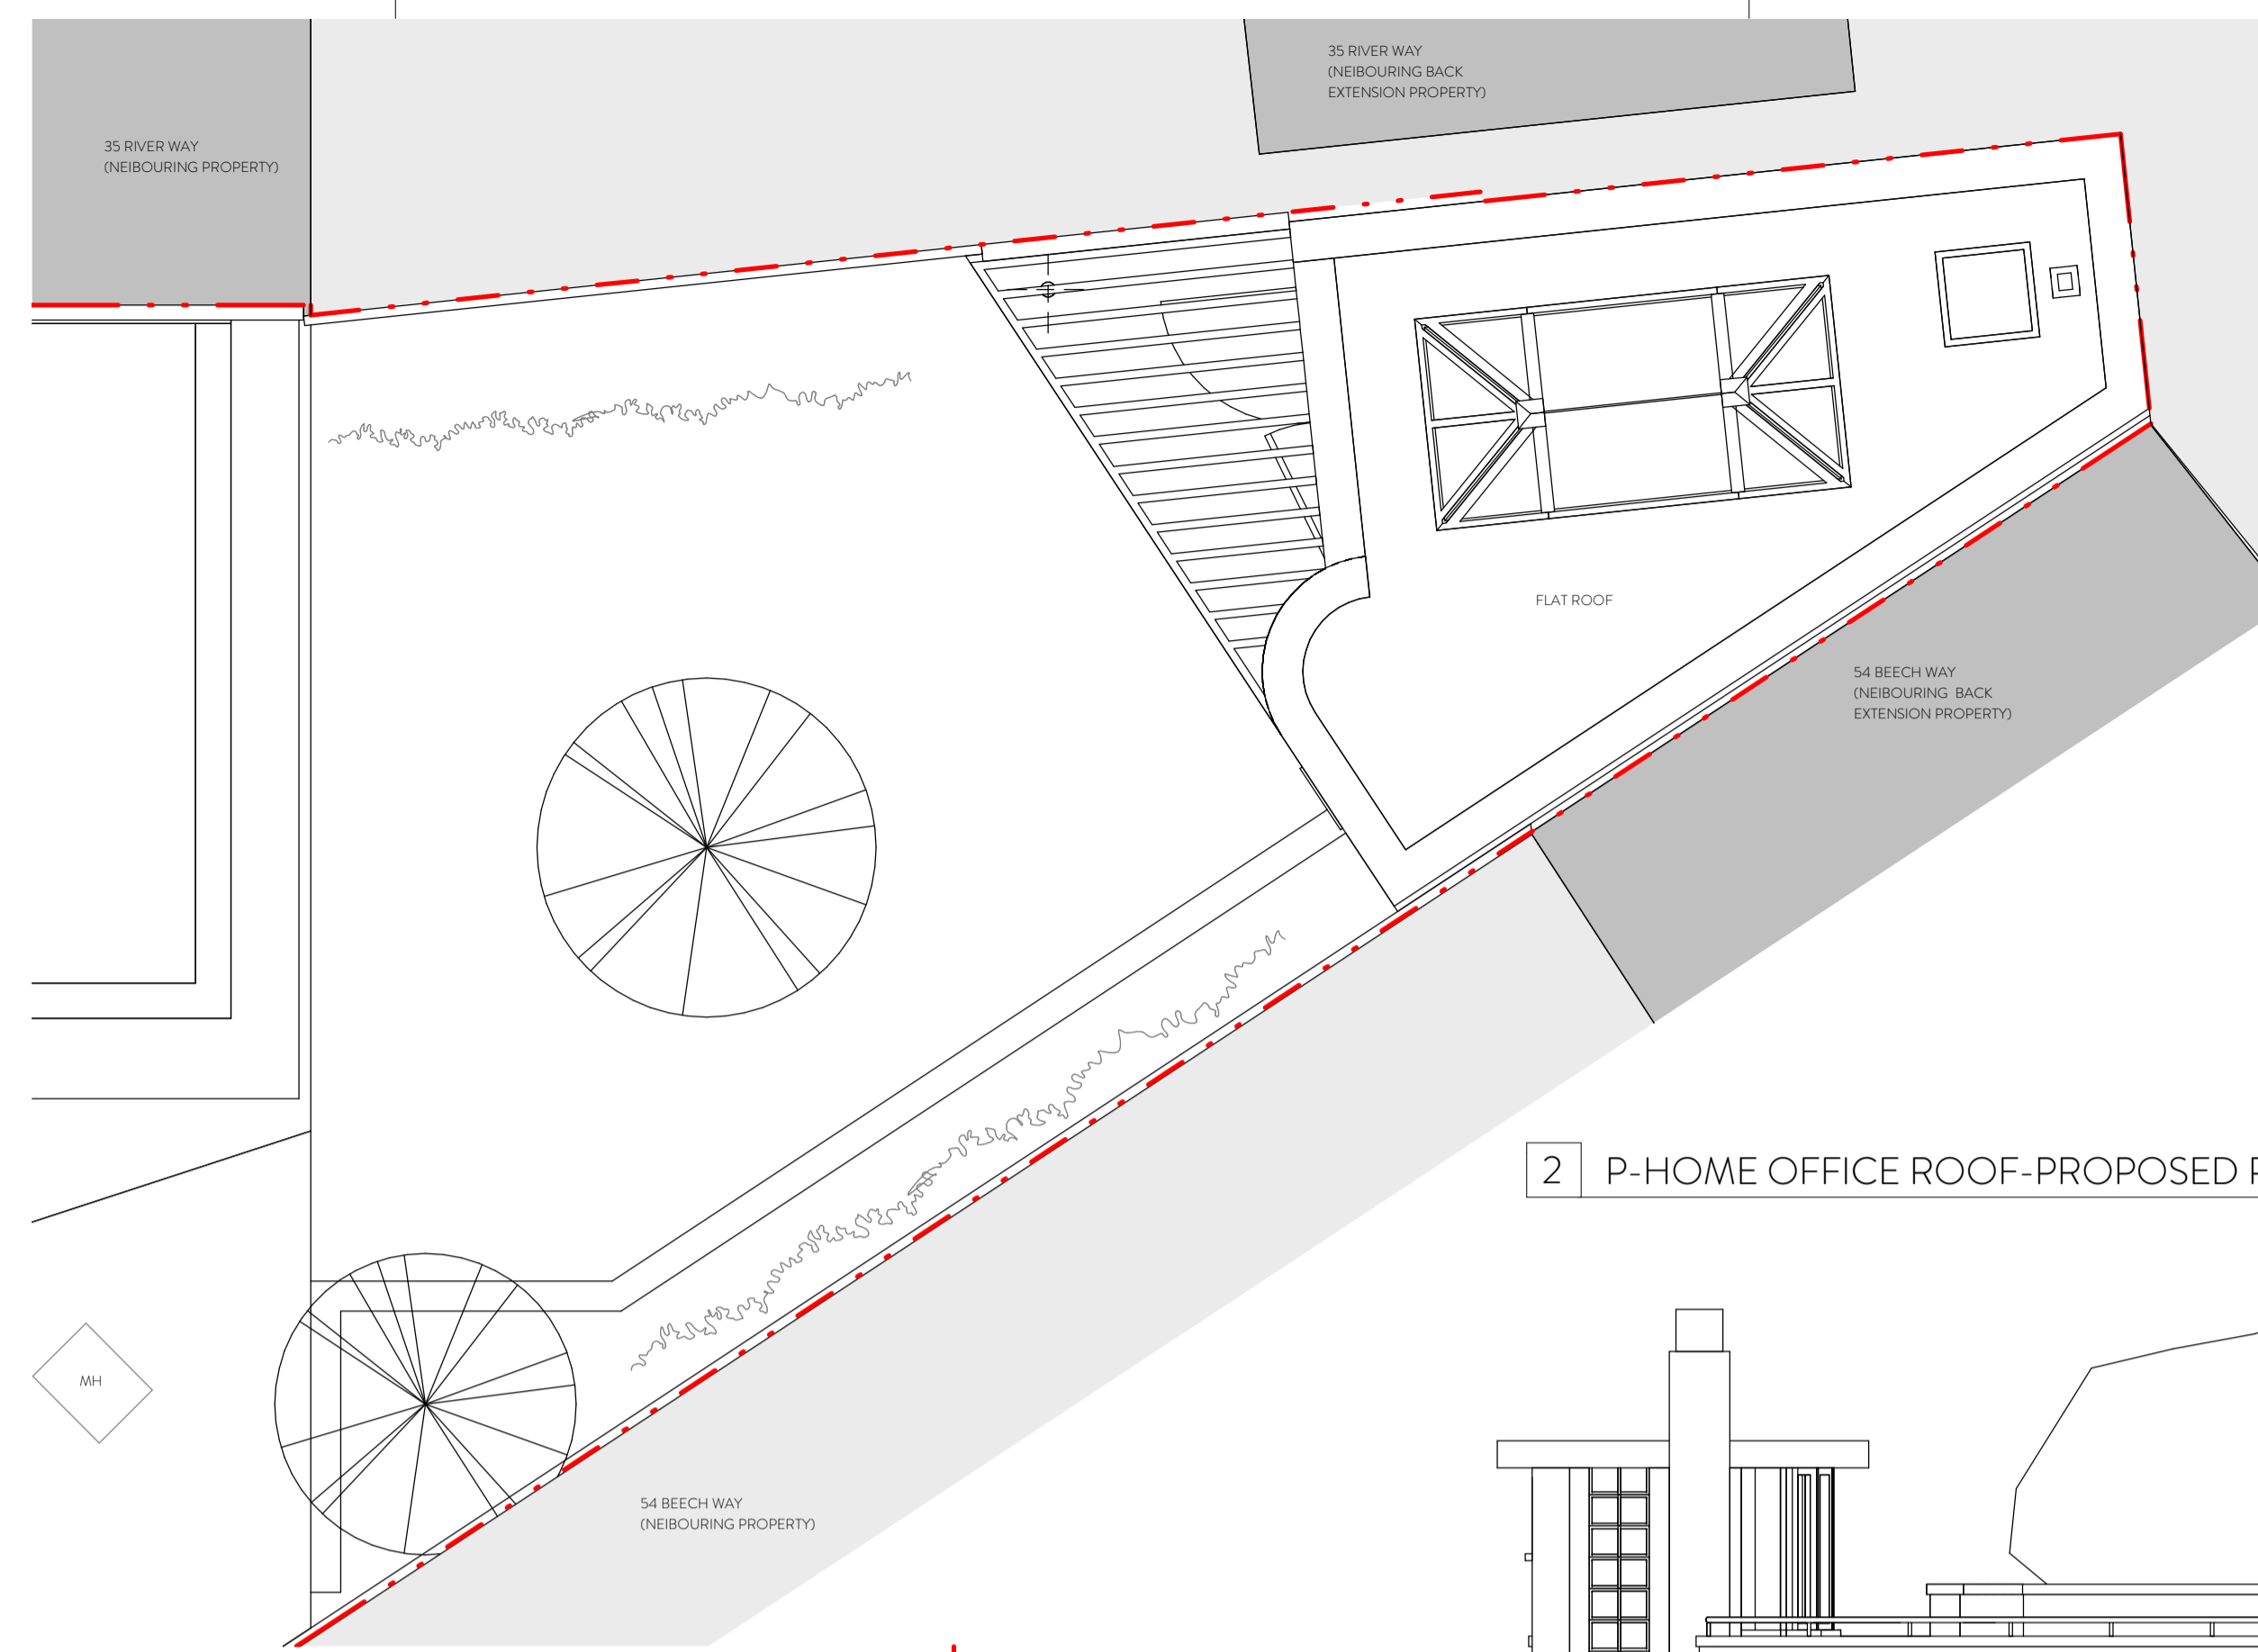 35 RIVER WAY
(NEIBOURING BACK
EXTENSION PROPERTY)
35 RIVER WAY
(NEIBOURING PROPERTY)
FLAT ROOF
54 BEECH WAY
(NEIBOURING BACK
EXTENSION PROPERTY)
2 P-HOME OFFICE ROOF-PROPOSED
MH
54 BEECH WAY
(NEIBOURING PROPERTY)